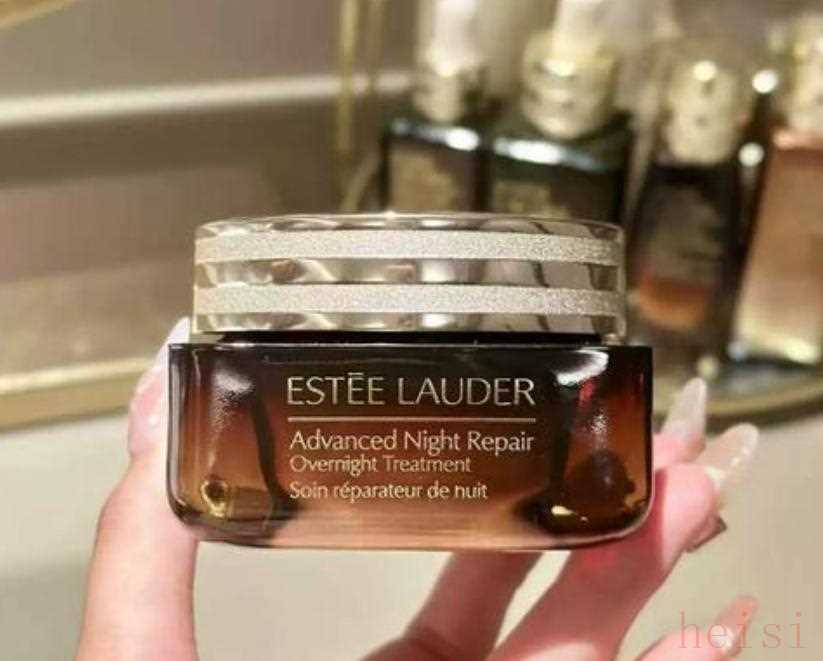 ESTĒE LAUDER
Advanced Night Repair
Overnight Treatment
Soin réparateur de nuit
heisi